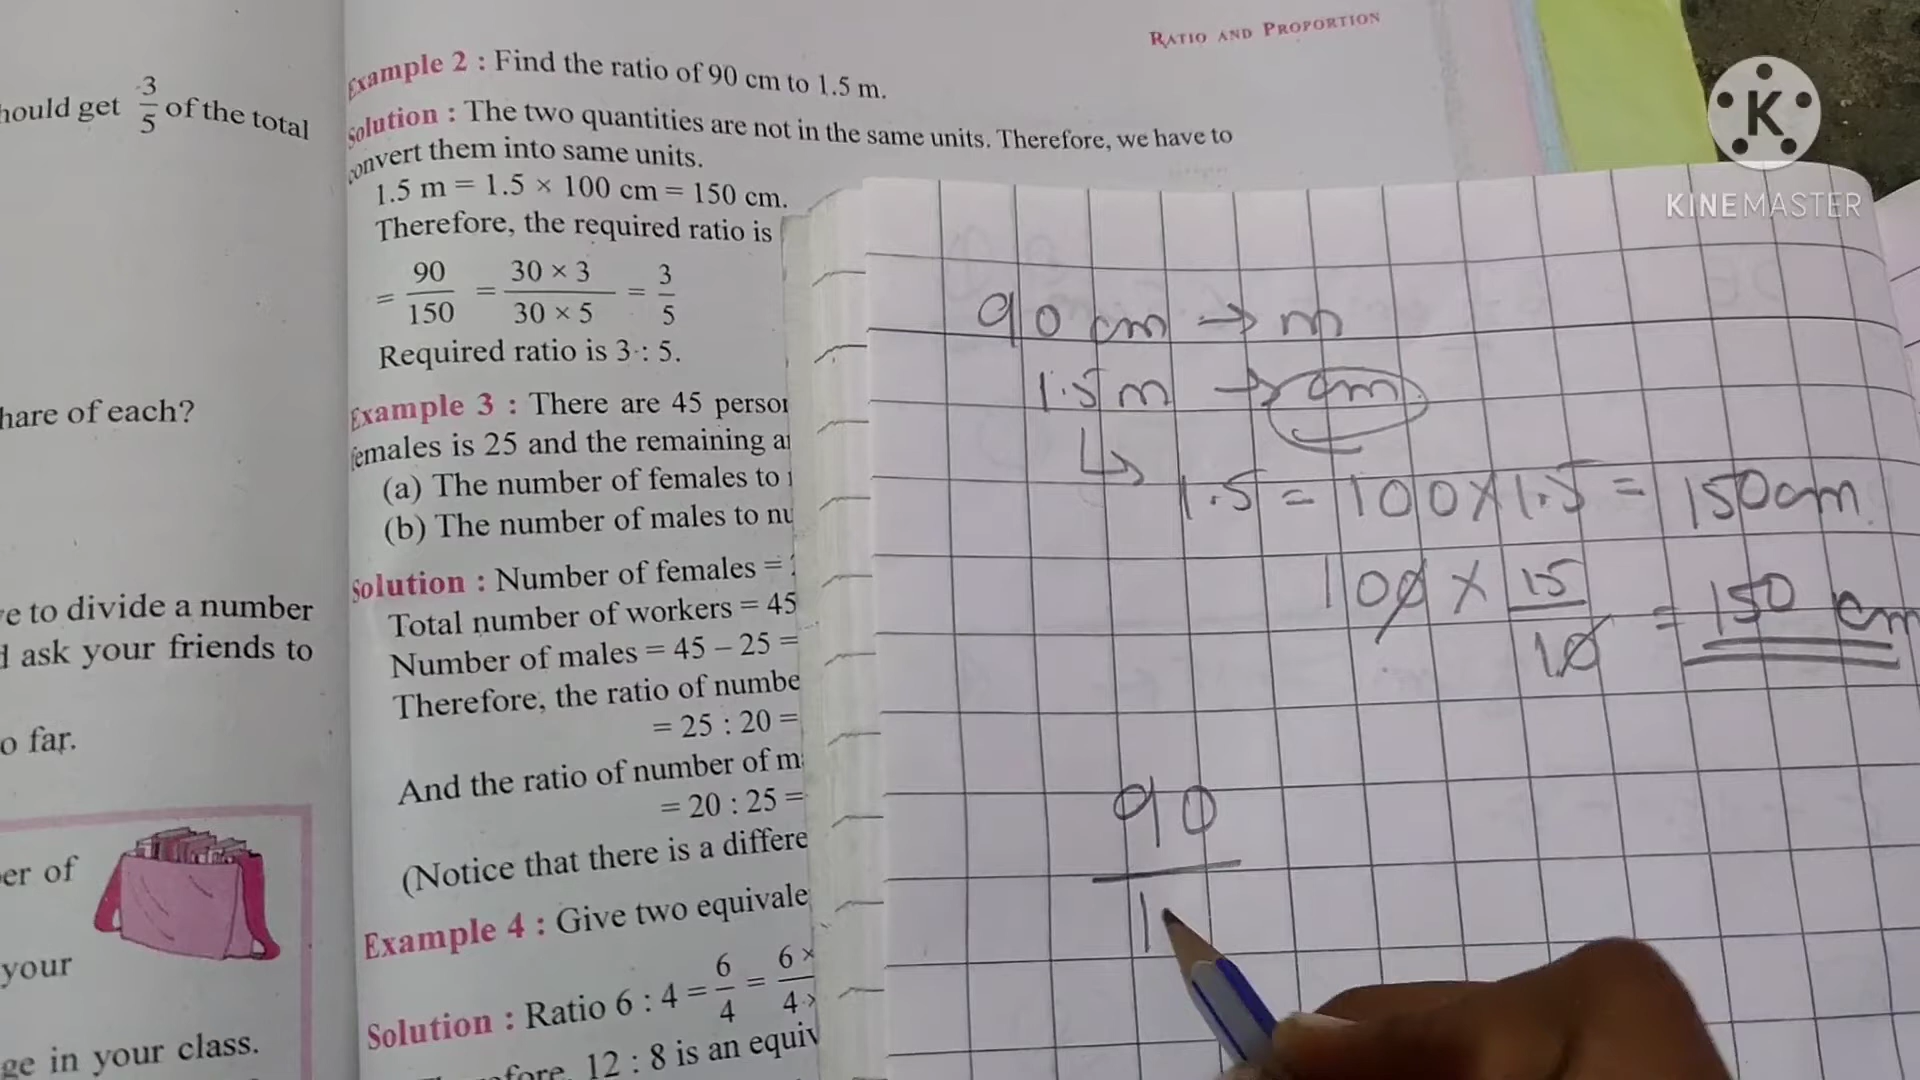 RATIO AND PROPORTION
hould get 3/5 of the total
hare of each?
e to divide a number
ask your friends to
o far.
er of
your
ge in your class.
Example 2 : Find the ratio of 90 cm to 1.5 m.
Solution : The two quantities are not in the same units. Therefore, we have to
convert them into same units.
1.5 m = 1.5 × 100 cm = 150 cm.
Therefore, the required ratio is
= 90/150 = 30 × 3/30 × 5 = 3/5
Required ratio is 3 : 5.
Example 3 : There are 45 person
females is 25 and the remaining a
(a) The number of females to
(b) The number of males to nu
Solution : Number of females =
Total number of workers = 45
Number of males = 45 – 25 =
Therefore, the ratio of numbe
= 25 : 20 =
And the ratio of number of m
= 20 : 25 =
(Notice that there is a differe
Example 4 : Give two equivale
Solution : Ratio 6 : 4 = 6/4 = 6 ×/4 ×
fore, 12 : 8 is an equiv
K
KINEMASTER
90 cm → m
1.5 m → cm
↳ 1.5 = 100 × 1.5 = 150 cm
100 × 15/10 = 150 cm
90
1